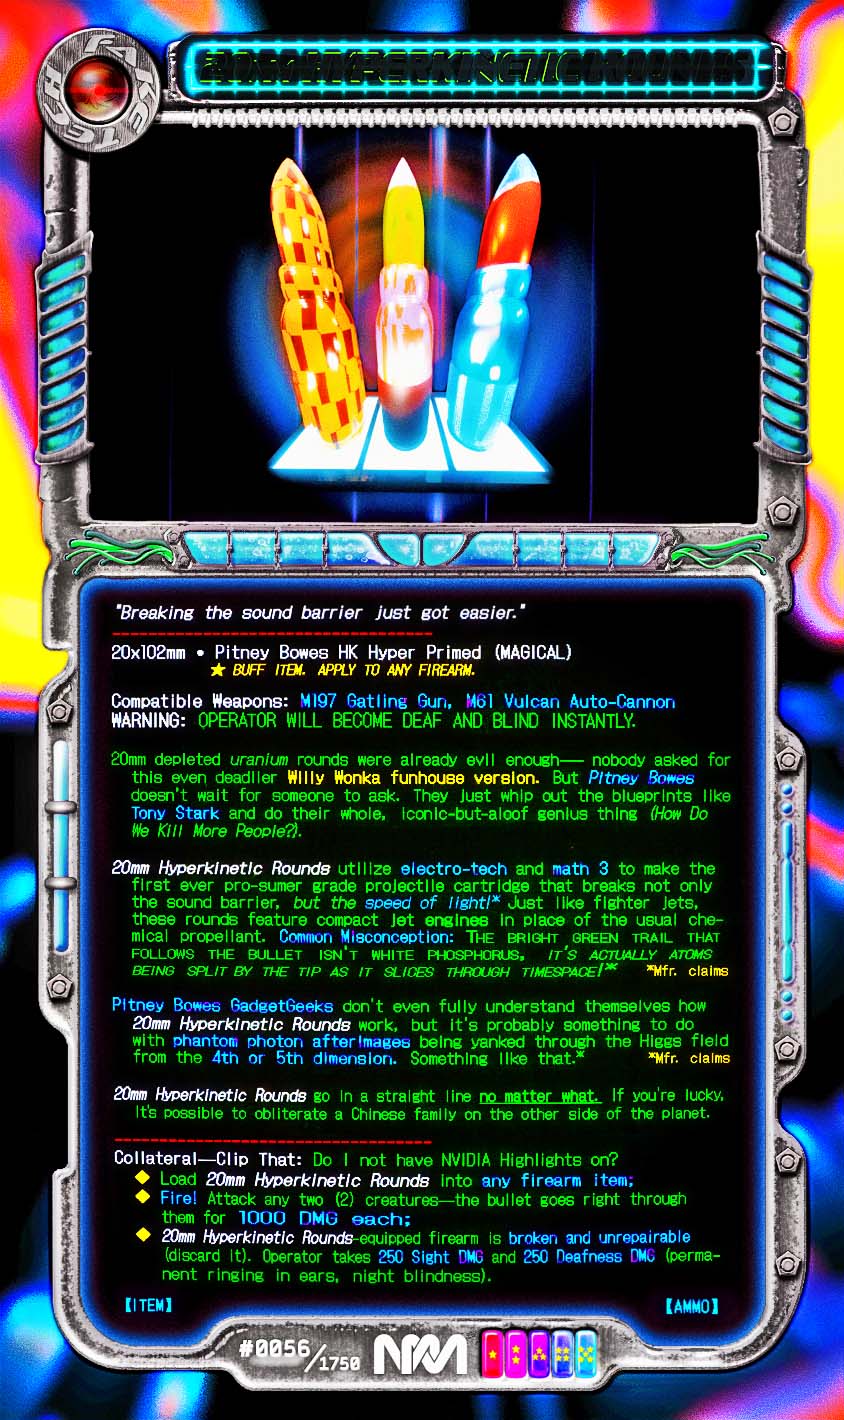 FAKE TECH
20MM HYPERKINETIC ROUNDS
"Breaking the sound barrier just got easier."
20x102mm • Pitney Bowes HK Hyper Primed (MAGICAL)
★ BUFF ITEM. APPLY TO ANY FIREARM.
Compatible Weapons: M197 Gatling Gun, M61 Vulcan Auto-Cannon
WARNING: OPERATOR WILL BECOME DEAF AND BLIND INSTANTLY.
20mm depleted uranium rounds were already evil enough— nobody asked for
this even deadlier Willy Wonka funhouse version. But Pitney Bowes
doesn't wait for someone to ask. They just whip out the blueprints like
Tony Stark and do their whole, iconic-but-aloof genius thing (How Do
We Kill More People?).
20mm Hyperkinetic Rounds utilize electro-tech and math 3 to make the
first ever pro-sumer grade projectile cartridge that breaks not only
the sound barrier, but the speed of light!* Just like fighter jets,
these rounds feature compact jet engines in place of the usual che-
mical propellant. Common Misconception: THE BRIGHT GREEN TRAIL THAT
FOLLOWS THE BULLET ISN'T WHITE PHOSPHORUS, IT'S ACTUALLY ATOMS
BEING SPLIT BY THE TIP AS IT SLICES THROUGH TIMESPACE!* *Mfr. claims
Pitney Bowes GadgetGeeks don't even fully understand themselves how
20mm Hyperkinetic Rounds work, but it's probably something to do
with phantom photon afterimages being yanked through the Higgs field
from the 4th or 5th dimension. Something like that.* *Mfr. claims
20mm Hyperkinetic Rounds go in a straight line no matter what. If you're lucky,
it's possible to obliterate a Chinese family on the other side of the planet.
Collateral—Clip That: Do I not have NVIDIA Highlights on?
◆ Load 20mm Hyperkinetic Rounds into any firearm item;
◆ Fire! Attack any two (2) creatures—the bullet goes right through
them for 1000 DMG each;
◆ 20mm Hyperkinetic Rounds-equipped firearm is broken and unrepairable
(discard it). Operator takes 250 Sight DMG and 250 Deafness DMG (perma-
nent ringing in ears, night blindness).
【ITEM】 【AMMO】
#0056/1750 NPM